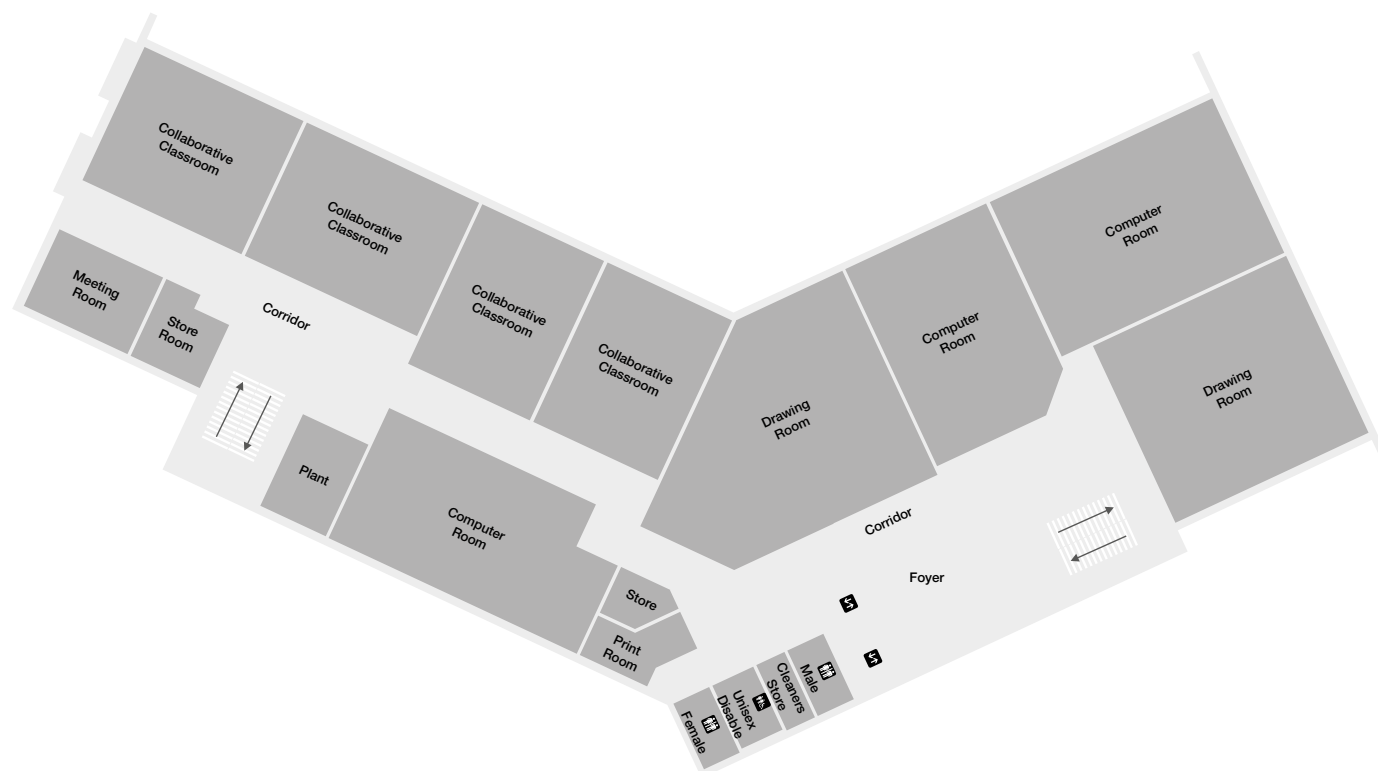 Collaborative
Classroom
Collaborative
Classroom
Collaborative
Classroom
Collaborative
Classroom
Computer
Room
Computer
Room
Drawing
Room
Drawing
Room
Meeting
Room
Store
Room
Corridor
Plant
Computer
Room
Store
Print
Room
Corridor
Foyer
Female
Unisex
Disable
Cleaners
Store
Male